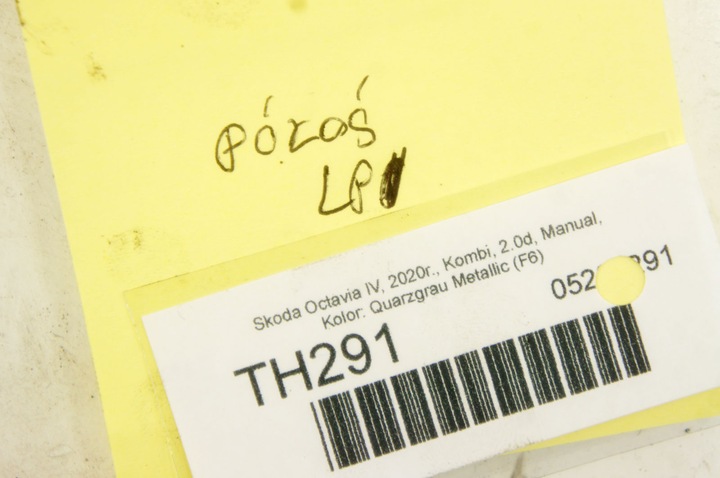 półoś
LP
Skoda Octavia IV, 2020r., Kombi, 2.0d, Manual,
Kolor: Quarzgrau Metallic (F6)
TH291